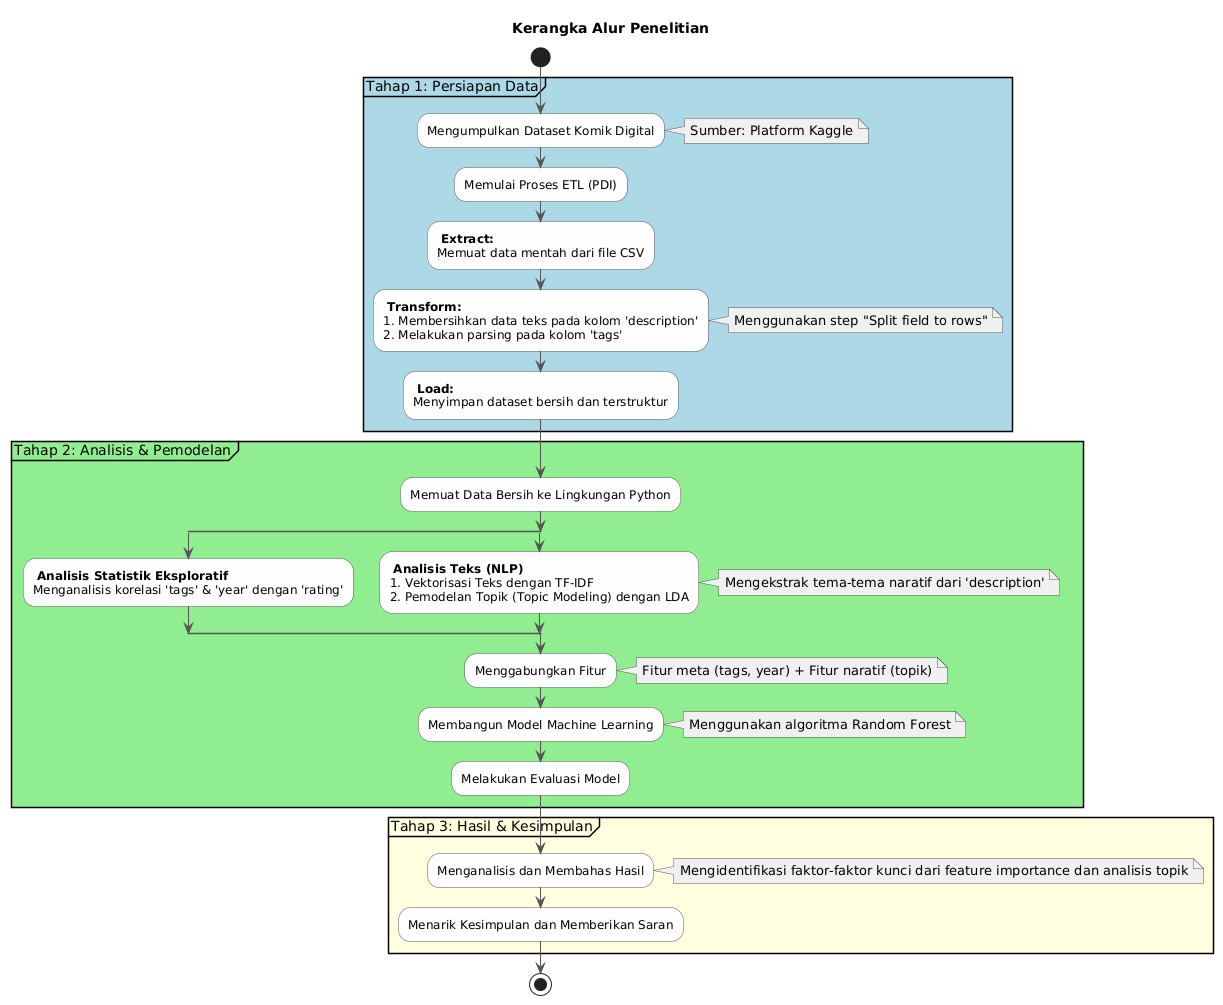 Kerangka Alur Penelitian
Tahap 1: Persiapan Data
Mengumpulkan Dataset Komik Digital
Sumber: Platform Kaggle
Memulai Proses ETL (PDI)
Extract:
Memuat data mentah dari file CSV
Transform:
1. Membersihkan data teks pada kolom 'description'
2. Melakukan parsing pada kolom 'tags'
Menggunakan step "Split field to rows"
Load:
Menyimpan dataset bersih dan terstruktur
Tahap 2: Analisis & Pemodelan
Memuat Data Bersih ke Lingkungan Python
Analisis Statistik Eksploratif
Menganalisis korelasi 'tags' & 'year' dengan 'rating'
Analisis Teks (NLP)
1. Vektorisasi Teks dengan TF-IDF
2. Pemodelan Topik (Topic Modeling) dengan LDA
Mengekstrak tema-tema naratif dari 'description'
Menggabungkan Fitur
Fitur meta (tags, year) + Fitur naratif (topik)
Membangun Model Machine Learning
Menggunakan algoritma Random Forest
Melakukan Evaluasi Model
Tahap 3: Hasil & Kesimpulan
Menganalisis dan Membahas Hasil
Mengidentifikasi faktor-faktor kunci dari feature importance dan analisis topik
Menarik Kesimpulan dan Memberikan Saran